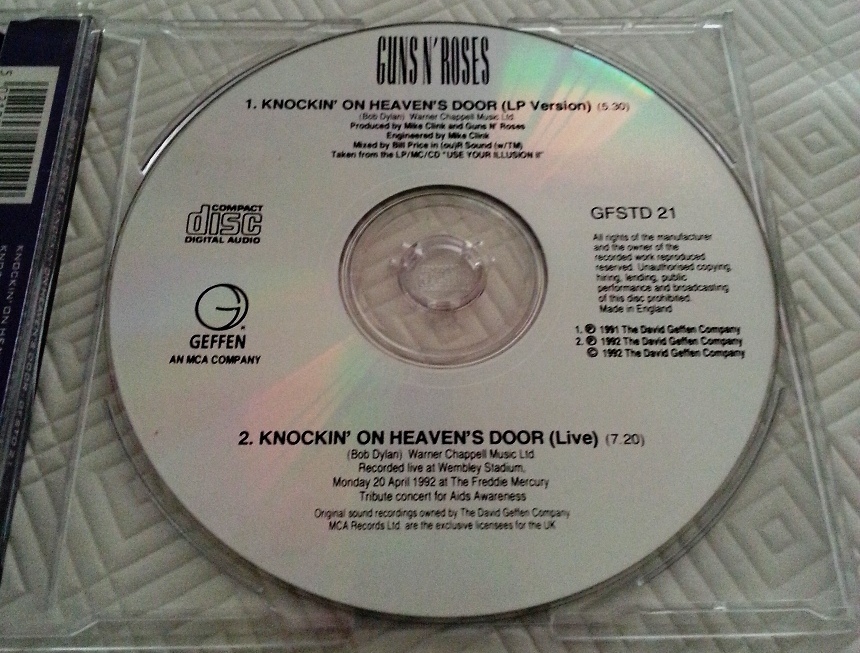 GUNS N' ROSES
1. KNOCKIN' ON HEAVEN'S DOOR (LP Version) (5.30)
(Bob Dylan) Warner Chappell Music Ltd
Produced by Mike Clink and Guns N' Roses
Engineered by Mike Clink
Mixed by Bill Price in (ou)R Sound (w/TM)
Taken from the LP/MC/CD "USE YOUR ILLUSION II"
COMPACT
disc
DIGITAL AUDIO
GEFFEN
AN MCA COMPANY
GFSTD 21
All rights of the manufacturer
and the owner of the
recorded work reproduced
reserved. Unauthorised copying,
hiring, lending, public
performance and broadcasting
of this disc prohibited.
Made in England
1. ℗ 1991 The David Geffen Company
2. ℗ 1992 The David Geffen Company
© 1992 The David Geffen Company
2. KNOCKIN' ON HEAVEN'S DOOR (Live) (7.20)
(Bob Dylan) Warner Chappell Music Ltd
Recorded live at Wembley Stadium,
Monday 20 April 1992 at The Freddie Mercury
Tribute concert for Aids Awareness
Original sound recordings owned by The David Geffen Company
MCA Records Ltd. are the exclusive licensees for the UK
KNOCKIN' ON